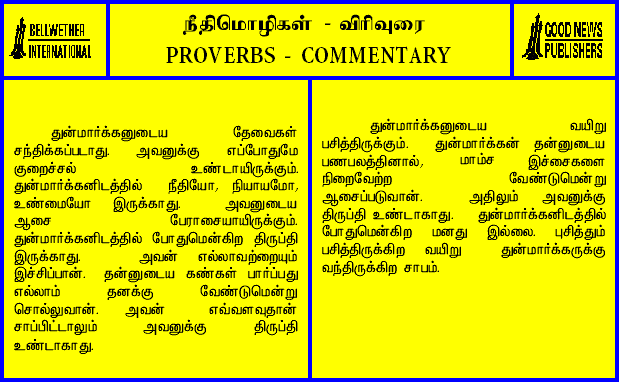 BELLWETHER
INTERNATIONAL
நீதிமொழிகள் - விரிவுரை
PROVERBS - COMMENTARY
GOOD NEWS
PUBLISHERS
துன்மார்க்கனுடைய தேவைகள்
சந்திக்கப்படாது. அவனுக்கு எப்போதுமே
குறைச்சல் உண்டாயிருக்கும்.
துன்மார்க்கனிடத்தில் நீதியோ, நியாயமோ,
உண்மையோ இருக்காது. அவனுடைய
ஆசை பேராசையாயிருக்கும்.
துன்மார்க்கனிடத்தில் போதுமென்கிற திருப்தி
இருக்காது. அவன் எல்லாவற்றையும்
இச்சிப்பான். தன்னுடைய கண்கள் பார்ப்பது
எல்லாம் தனக்கு வேண்டுமென்று
சொல்லுவான். அவன் எவ்வளவுதான்
சாப்பிட்டாலும் அவனுக்கு திருப்தி
உண்டாகாது.
துன்மார்க்கனுடைய வயிறு
பசித்திருக்கும். துன்மார்க்கன் தன்னுடைய
பணபலத்தினால், மாம்ச இச்சைகளை
நிறைவேற்ற வேண்டுமென்று
ஆசைப்படுவான். அதிலும் அவனுக்கு
திருப்தி உண்டாகாது. துன்மார்க்கனிடத்தில்
போதுமென்கிற மனது இல்லை. புசித்தும்
பசித்திருக்கிற வயிறு துன்மார்க்கருக்கு
வந்திருக்கிற சாபம்.